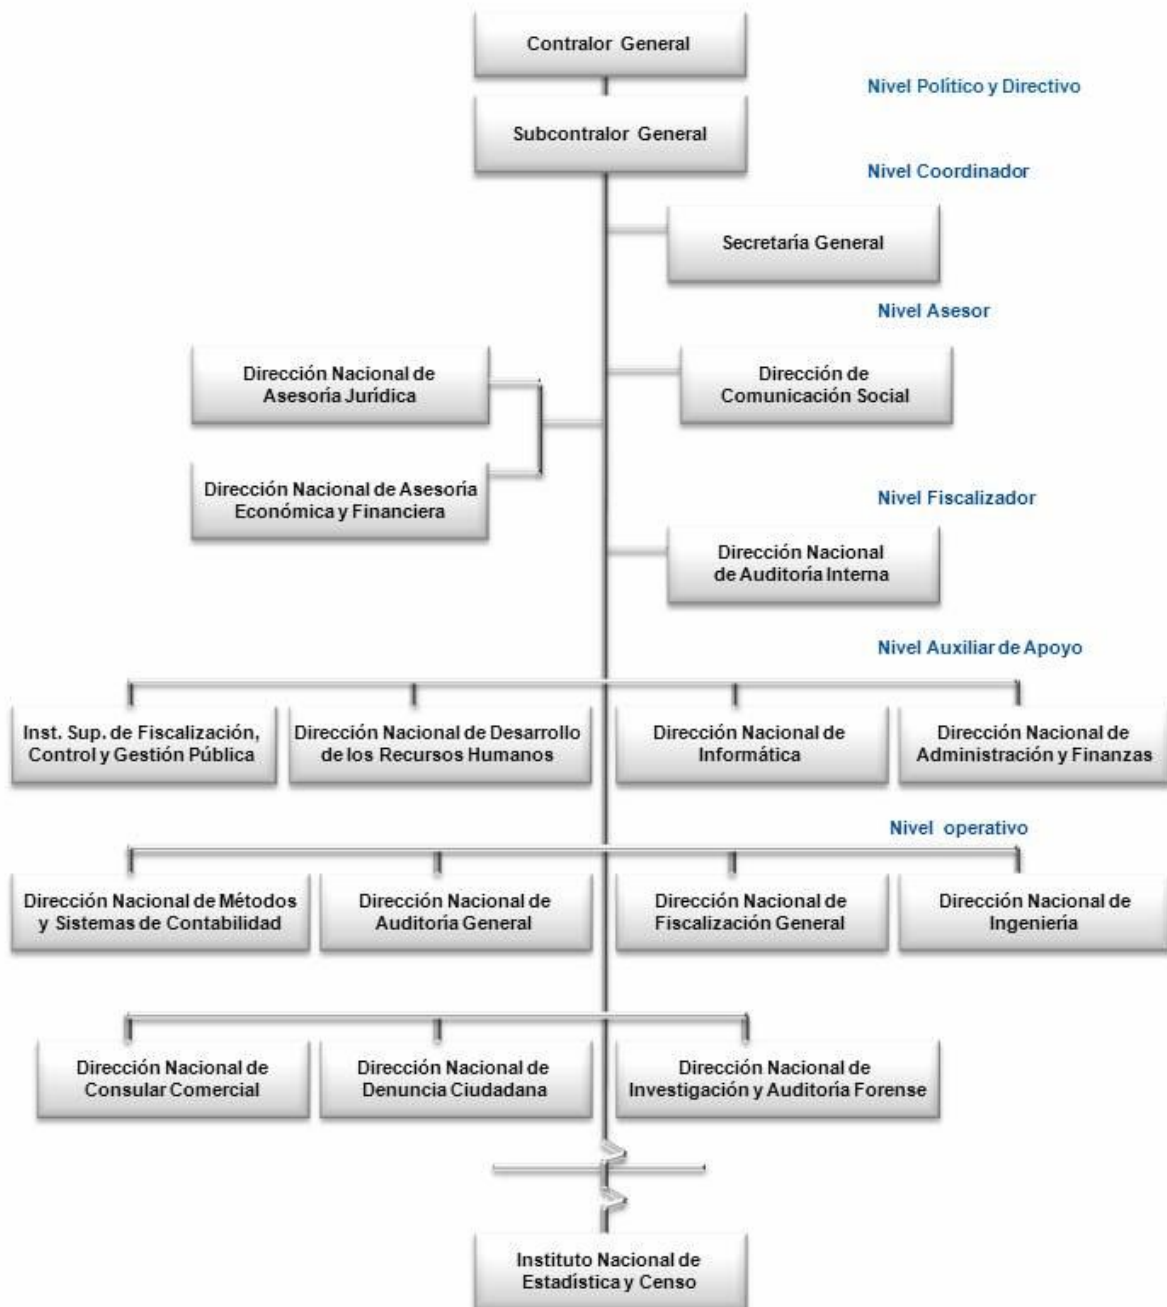 Contralor General
Nivel Político y Directivo
Subcontralor General
Nivel Coordinador
Secretaría General
Nivel Asesor
Dirección Nacional de
Asesoría Jurídica
Dirección de
Comunicación Social
Dirección Nacional de Asesoría
Económica y Financiera
Nivel Fiscalizador
Dirección Nacional
de Auditoría Interna
Nivel Auxiliar de Apoyo
Inst. Sup. de Fiscalización,
Control y Gestión Pública
Dirección Nacional de Desarrollo
de los Recursos Humanos
Dirección Nacional de
Informática
Dirección Nacional de
Administración y Finanzas
Nivel operativo
Dirección Nacional de Métodos
y Sistemas de Contabilidad
Dirección Nacional de
Auditoría General
Dirección Nacional de
Fiscalización General
Dirección Nacional de
Ingeniería
Dirección Nacional de
Consular Comercial
Dirección Nacional de
Denuncia Ciudadana
Dirección Nacional de
Investigación y Auditoría Forense
Instituto Nacional de
Estadística y Censo